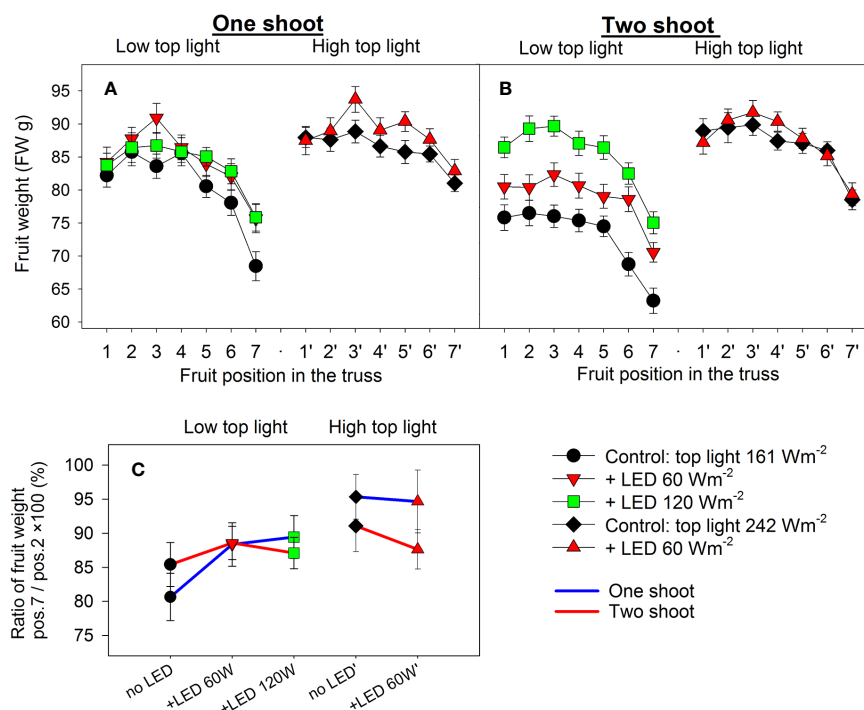 One shoot
Two shoot
Low top light
High top light
Low top light
High top light
A
B
Fruit weight (FW g)
95
90
85
80
75
70
65
60
1 2 3 4 5 6 7 · 1' 2' 3' 4' 5' 6' 7'
1 2 3 4 5 6 7 · 1' 2' 3' 4' 5' 6' 7'
Fruit position in the truss
Fruit position in the truss
Low top light
High top light
C
Ratio of fruit weight
pos.7 / pos.2 ×100 (%)
100
95
90
85
80
75
no LED
+LED 60W
+LED 120W
no LED'
+LED 60W'
Control: top light 161 Wm-2
+ LED 60 Wm-2
+ LED 120 Wm-2
Control: top light 242 Wm-2
+ LED 60 Wm-2
One shoot
Two shoot